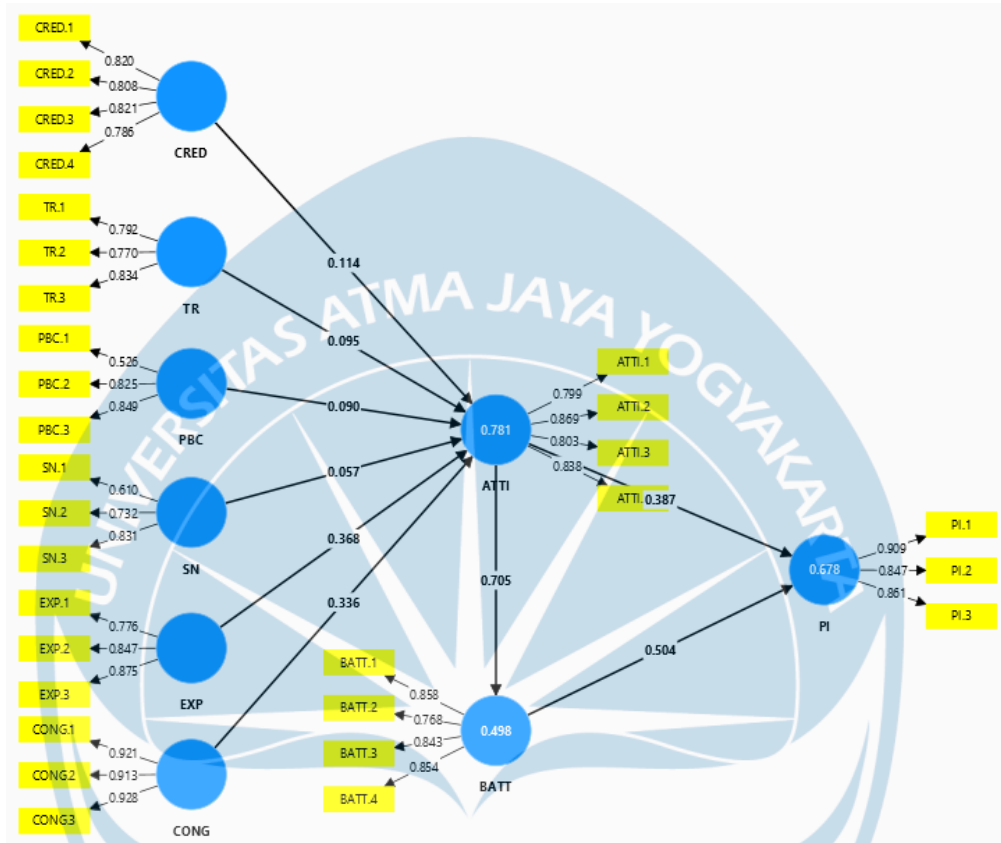 CRED.1
0.820
CRED.2
0.808
CRED.3
0.821
0.786
CRED.4
CRED
TR.1
0.792
TR.2
0.770
0.834
TR.3
TR
0.114
0.095
PBC.1
0.526
PBC.2
0.825
0.849
PBC.3
PBC
0.090
SN.1
0.610
SN.2
0.732
0.831
SN.3
SN
0.057
EXP.1
0.776
EXP.2
0.847
0.875
EXP.3
EXP
0.368
CONG.1
0.921
CONG2
0.913
0.928
CONG3
CONG
0.336
UNIVERSITAS ATMA JAYA YOGYAKARTA
0.781
ATTI
ATTI.1
0.799
ATTI.2
0.869
ATTI.3
0.803
0.838
ATTI.
0.387
0.705
BATT.1
0.858
BATT.2
0.768
BATT.3
0.843
0.854
BATT.4
0.498
BATT
0.504
0.678
PI
PI.1
0.909
PI.2
0.847
0.861
PI.3